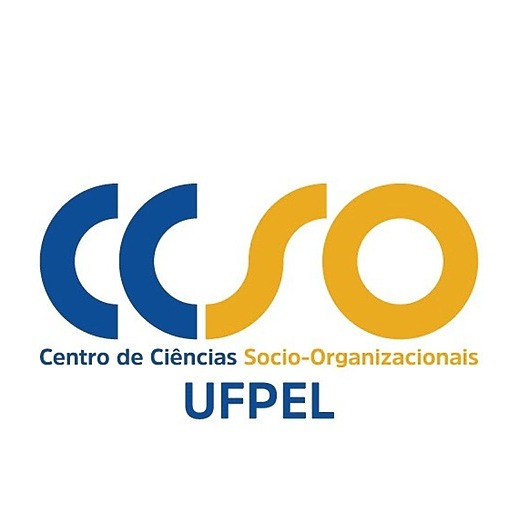 CCSO
Centro de Ciências Socio-Organizacionais
UFPEL